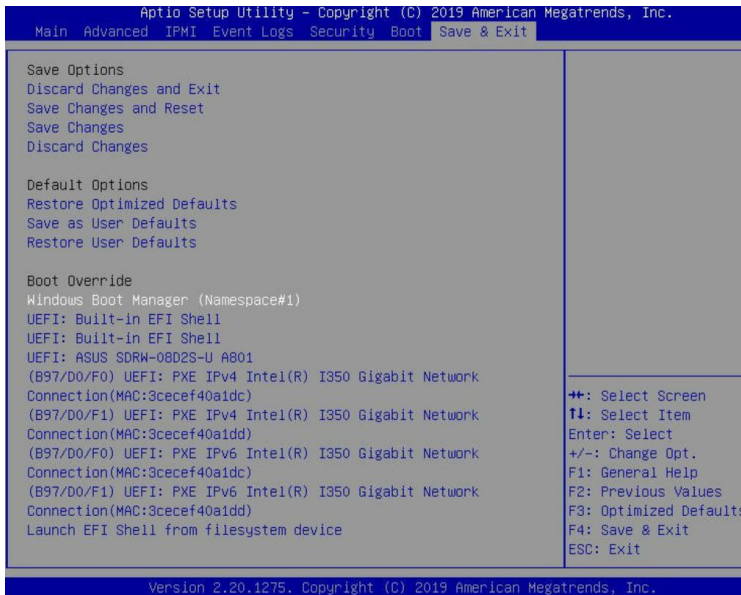 Aptio Setup Utility – Copyright (C) 2019 American Megatrends, Inc.
Main Advanced IPMI Event Logs Security Boot Save & Exit
Save Options
Discard Changes and Exit
Save Changes and Reset
Save Changes
Discard Changes
Default Options
Restore Optimized Defaults
Save as User Defaults
Restore User Defaults
Boot Override
Windows Boot Manager (Namespace#1)
UEFI: Built-in EFI Shell
UEFI: Built-in EFI Shell
UEFI: ASUS SDRW-08D2S-U A801
(B97/D0/F0) UEFI: PXE IPv4 Intel(R) I350 Gigabit Network
Connection(MAC:3cecef40a1dc)
(B97/D0/F1) UEFI: PXE IPv4 Intel(R) I350 Gigabit Network
Connection(MAC:3cecef40a1dd)
(B97/D0/F0) UEFI: PXE IPv6 Intel(R) I350 Gigabit Network
Connection(MAC:3cecef40a1dc)
(B97/D0/F1) UEFI: PXE IPv6 Intel(R) I350 Gigabit Network
Connection(MAC:3cecef40a1dd)
Launch EFI Shell from filesystem device
→←: Select Screen
↑↓: Select Item
Enter: Select
+/-: Change Opt.
F1: General Help
F2: Previous Values
F3: Optimized Defaults
F4: Save & Exit
ESC: Exit
Version 2.20.1275. Copyright (C) 2019 American Megatrends, Inc.